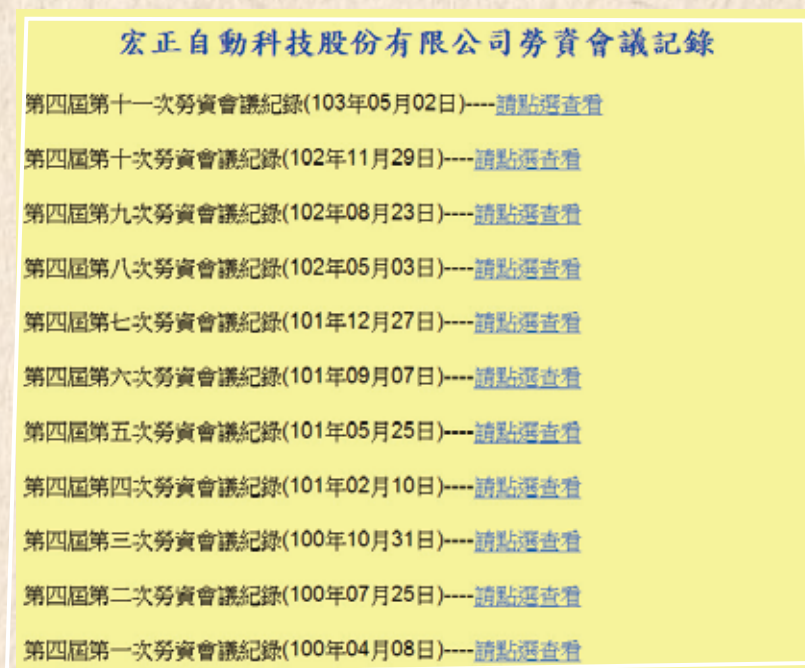 宏正自動科技股份有限公司勞資會議記錄
第四屆第十一次勞資會議紀錄(103年05月02日)----請點選查看
第四屆第十次勞資會議紀錄(102年11月29日)----請點選查看
第四屆第九次勞資會議紀錄(102年08月23日)----請點選查看
第四屆第八次勞資會議紀錄(102年05月03日)----請點選查看
第四屆第七次勞資會議紀錄(101年12月27日)----請點選查看
第四屆第六次勞資會議紀錄(101年09月07日)----請點選查看
第四屆第五次勞資會議紀錄(101年05月25日)----請點選查看
第四屆第四次勞資會議紀錄(101年02月10日)----請點選查看
第四屆第三次勞資會議紀錄(100年10月31日)----請點選查看
第四屆第二次勞資會議紀錄(100年07月25日)----請點選查看
第四屆第一次勞資會議紀錄(100年04月08日)----請點選查看